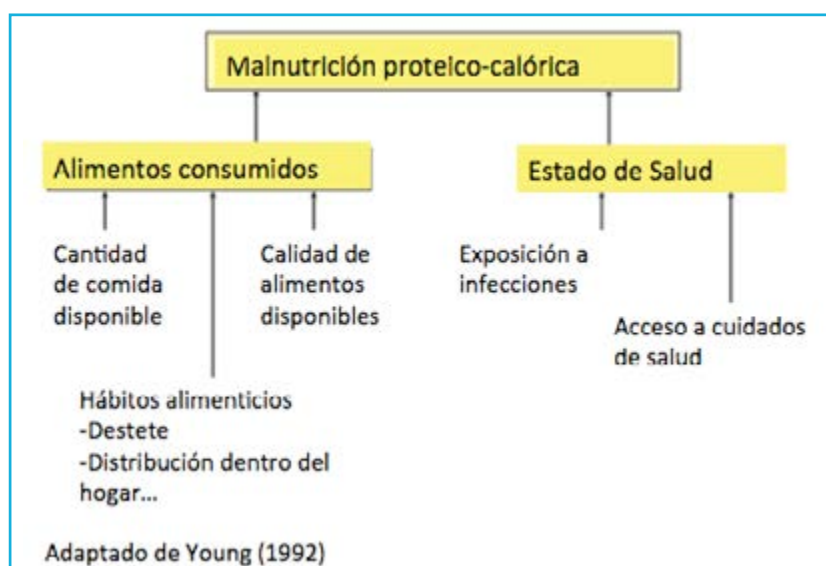 Malnutrición proteico-calórica
Alimentos consumidos
Estado de Salud
Cantidad
de comida
disponible
Calidad de
alimentos
disponibles
Exposición a
infecciones
Acceso a cuidados
de salud
Hábitos alimenticios
-Destete
-Distribución dentro del
hogar...
Adaptado de Young (1992)